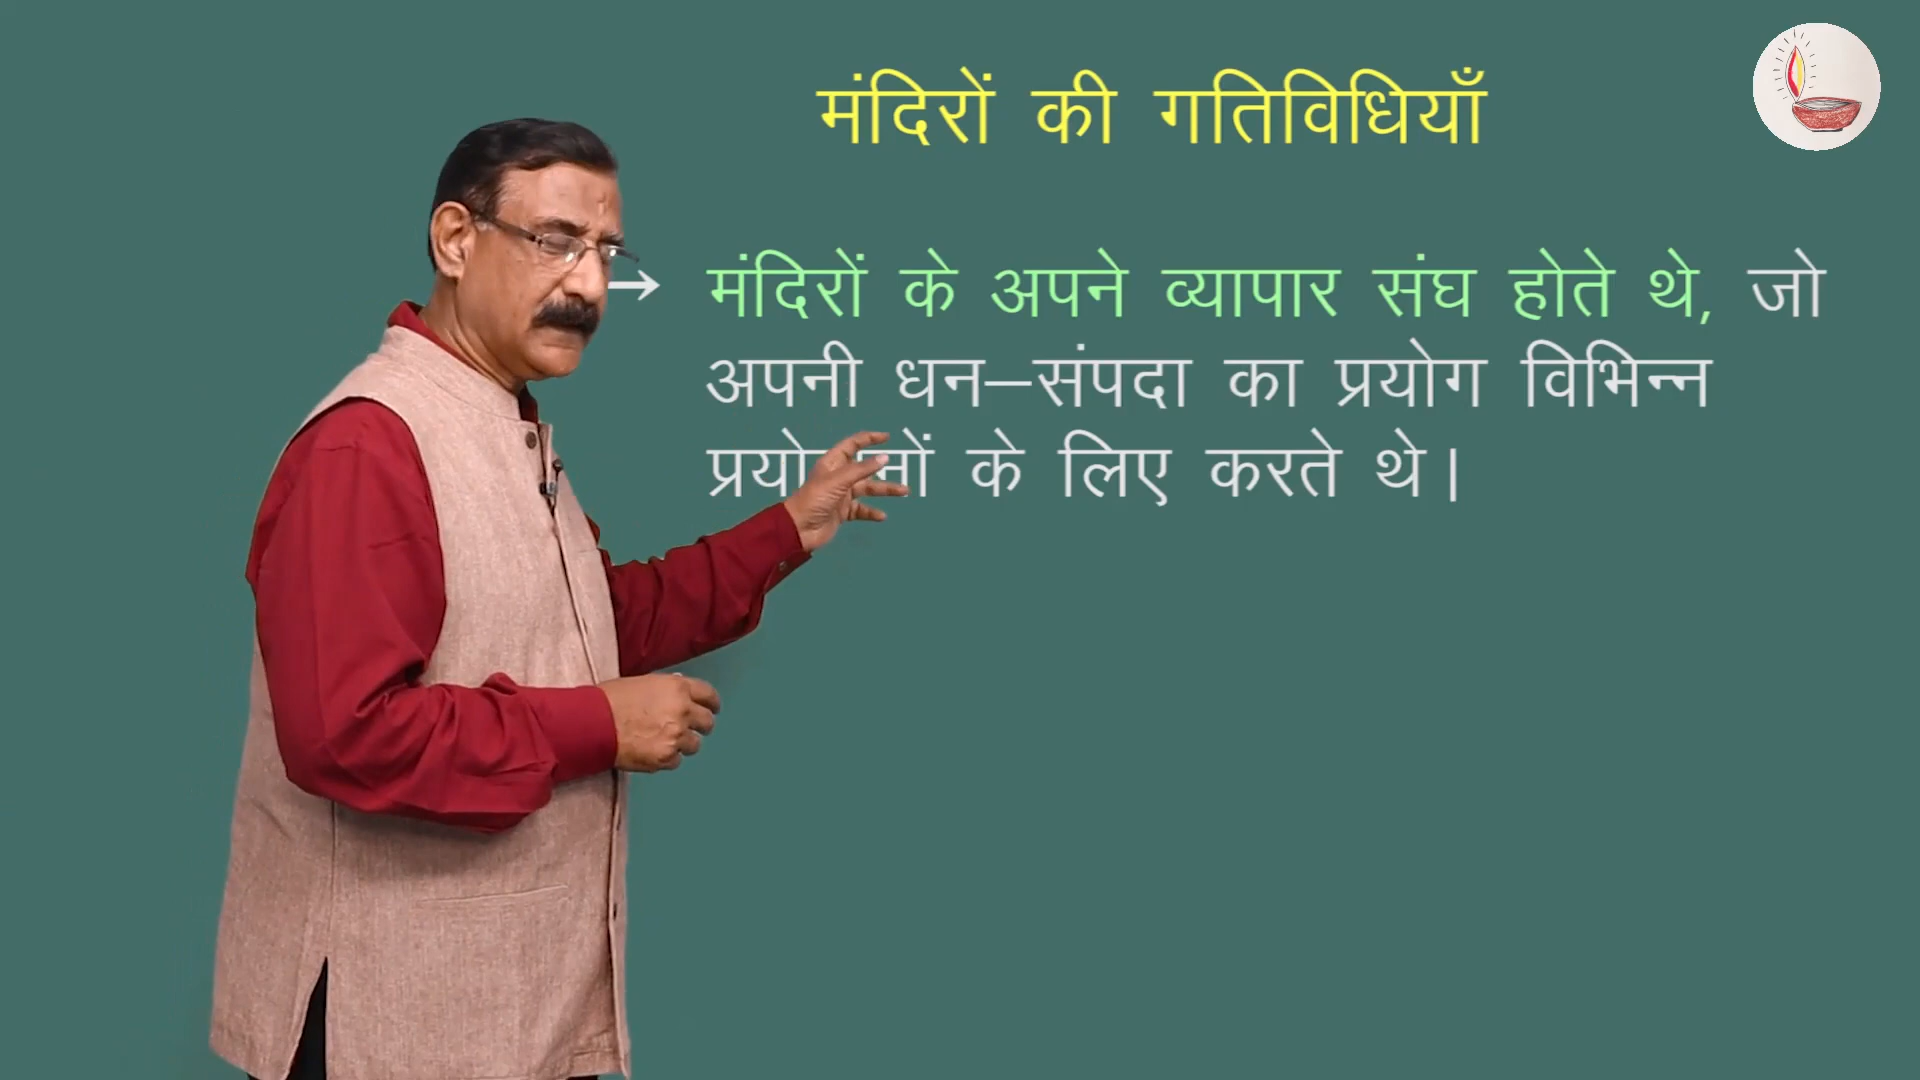 मंदिरों की गतिविधियाँ
→ मंदिरों के अपने व्यापार संघ होते थे, जो
अपनी धन–संपदा का प्रयोग विभिन्न
के लिए करते थे।